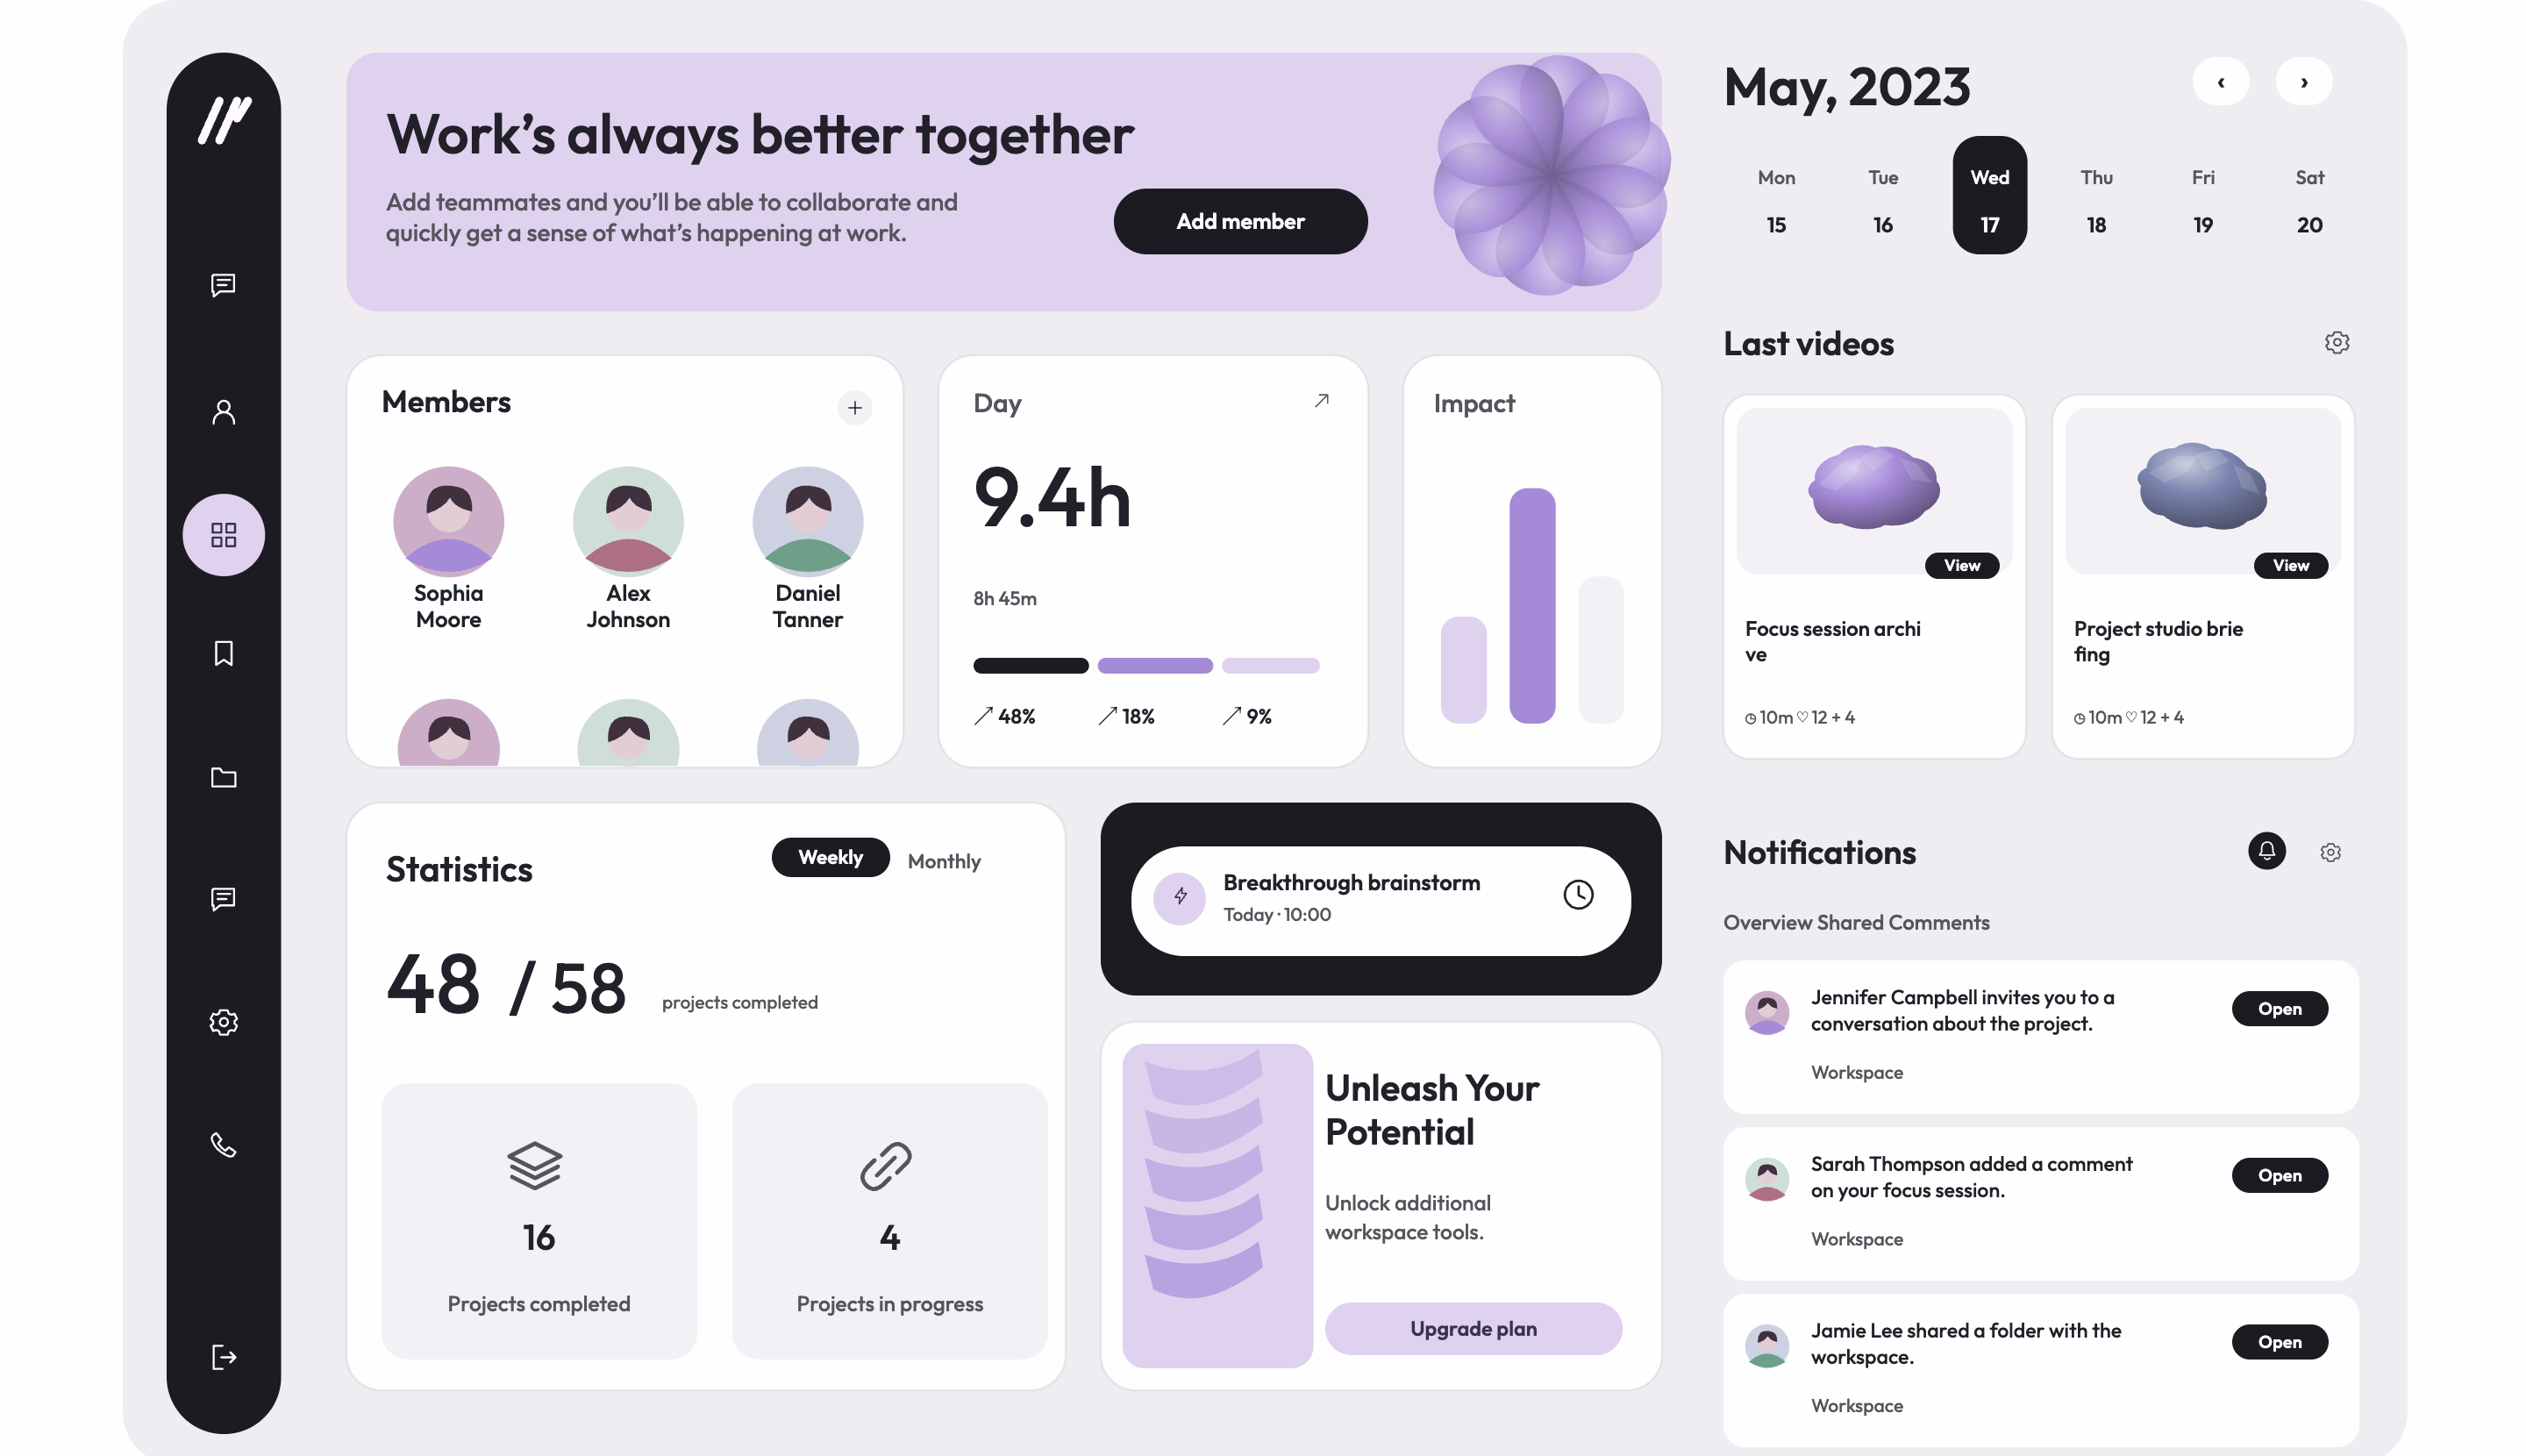 Work’s always better together
Add teammates and you’ll be able to collaborate and
quickly get a sense of what’s happening at work.
Add member
Members
+
Sophia
Moore
Alex
Johnson
Daniel
Tanner
Day
9.4h
8h 45m
48%
18%
9%
Impact
Statistics
Weekly
Monthly
48 / 58
projects completed
16
Projects completed
4
Projects in progress
Breakthrough brainstorm
Today · 10:00
Unleash Your
Potential
Unlock additional
workspace tools.
Upgrade plan
May, 2023
‹ ›
Mon Tue Wed Thu Fri Sat
15 16 17 18 19 20
Last videos
View
Focus session archi
ve
10m ♡ 12 + 4
View
Project studio brie
fing
10m ♡ 12 + 4
Notifications
Overview Shared Comments
Jennifer Campbell invites you to a
conversation about the project.
Workspace
Open
Sarah Thompson added a comment
on your focus session.
Workspace
Open
Jamie Lee shared a folder with the
workspace.
Workspace
Open